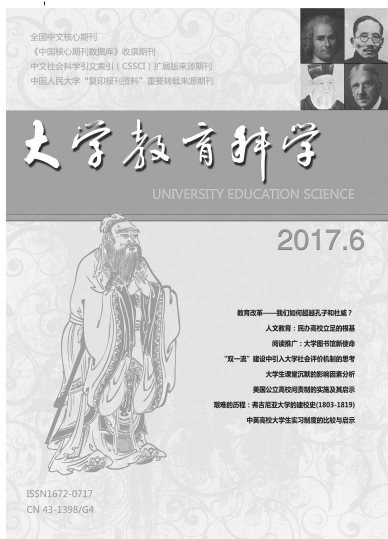 全国中文核心期刊
《中国核心期刊数据库》收录期刊
中文社会科学引文索引（CSSCI）扩展版来源期刊
中国人民大学“复印报刊资料”重要转载来源期刊
大学教育科学
UNIVERSITY EDUCATION SCIENCE
2017.6
教育改革——我们如何超越孔子和杜威？
人文教育：民办高校立足的根基
阅读推广：大学图书馆新使命
“双一流”建设中引入大学社会评价机制的思考
大学生课堂沉默的影响因素分析
美国公立高校问责制的实施及其启示
艰难的历程：弗吉尼亚大学的建校史(1803-1819)
中英高校大学生实习制度的比较与启示
ISSN1672-0717
CN 43-1398/G4